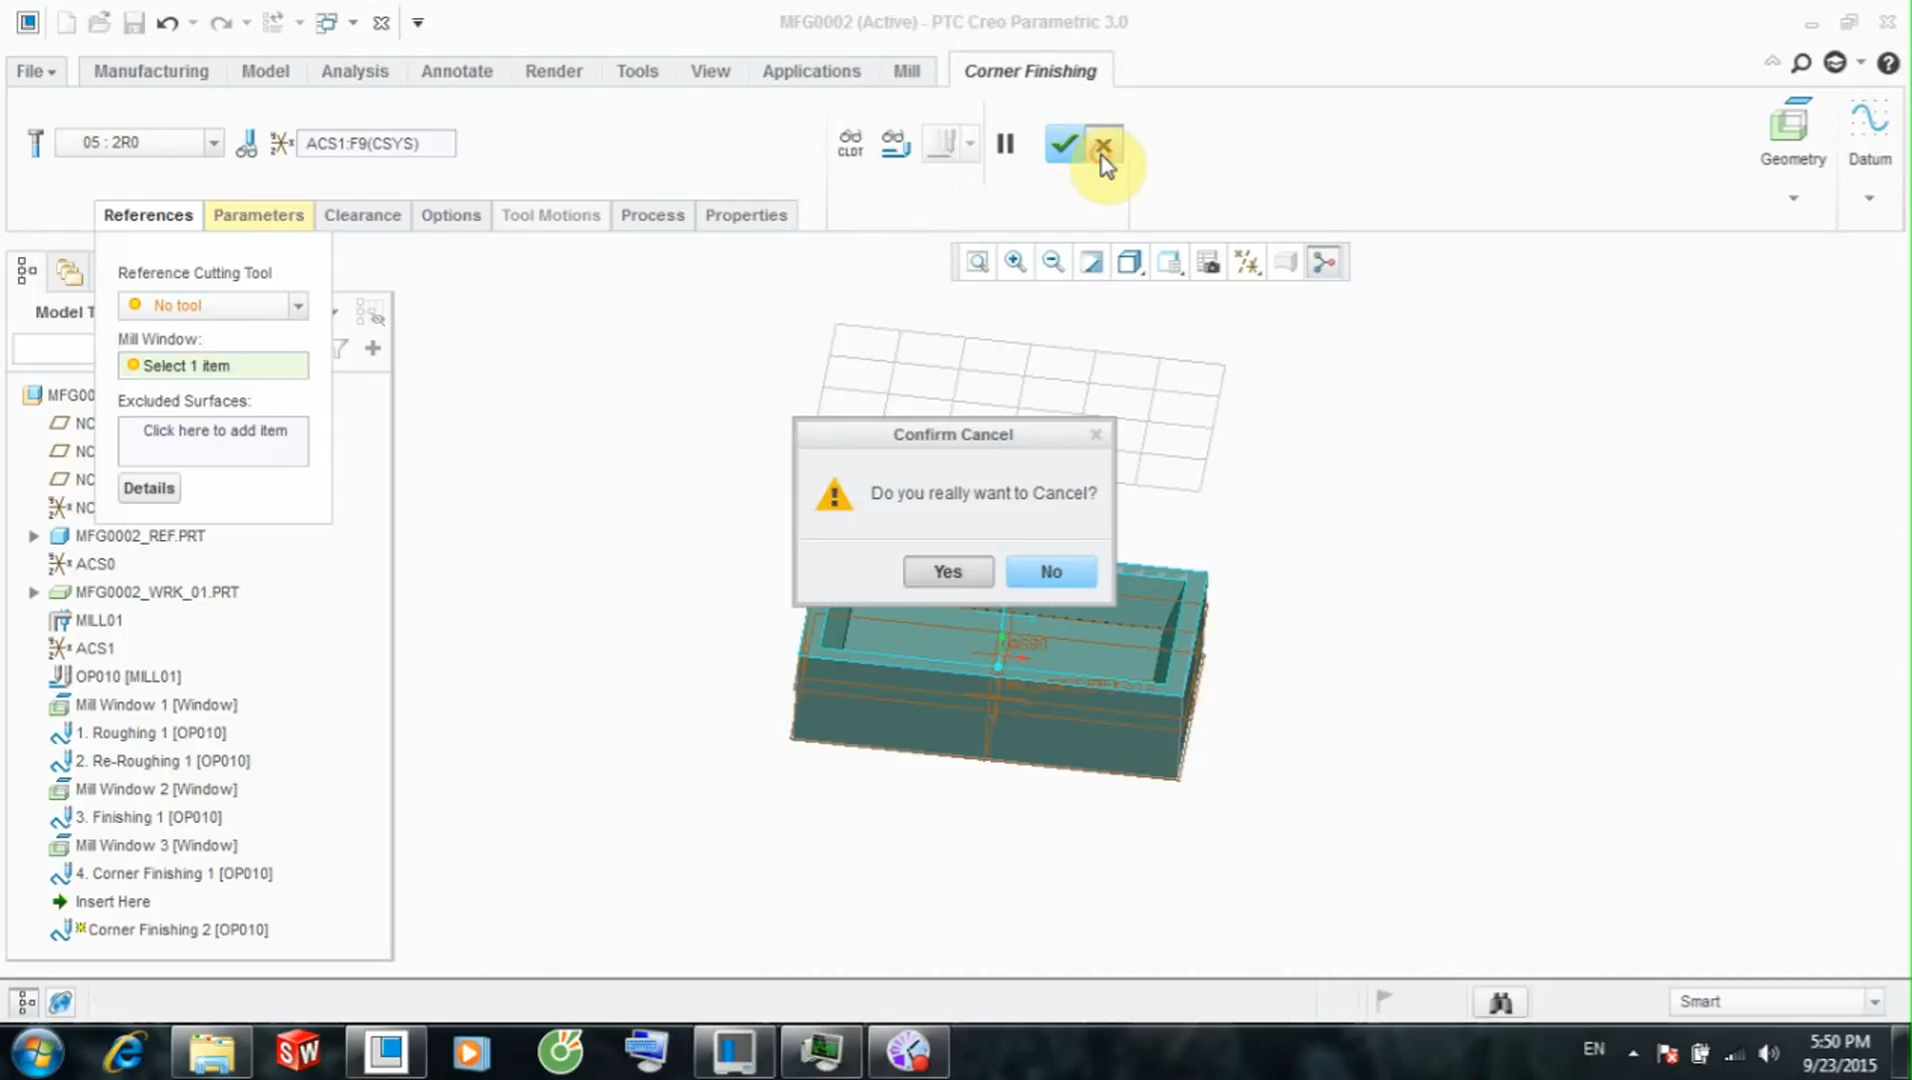 MFG0002 (Active) - PTC Creo Parametric 3.0
File
Manufacturing
Model
Analysis
Annotate
Render
Tools
View
Applications
Mill
Corner Finishing
05 : 2R0
ACS1:F9(CSYS)
CLDT
Geometry
Datum
References
Parameters
Clearance
Options
Tool Motions
Process
Properties
Reference Cutting Tool
No tool
Mill Window:
Select 1 item
Excluded Surfaces:
Click here to add item
Details
Model T
MFG00
NC
NC
NC
NC
MFG0002_REF.PRT
ACS0
MFG0002_WRK_01.PRT
MILL01
ACS1
OP010 [MILL01]
Mill Window 1 [Window]
1. Roughing 1 [OP010]
2. Re-Roughing 1 [OP010]
Mill Window 2 [Window]
3. Finishing 1 [OP010]
Mill Window 3 [Window]
4. Corner Finishing 1 [OP010]
Insert Here
Corner Finishing 2 [OP010]
Confirm Cancel
Do you really want to Cancel?
Yes
No
Smart
SW
EN
5:50 PM
9/23/2015